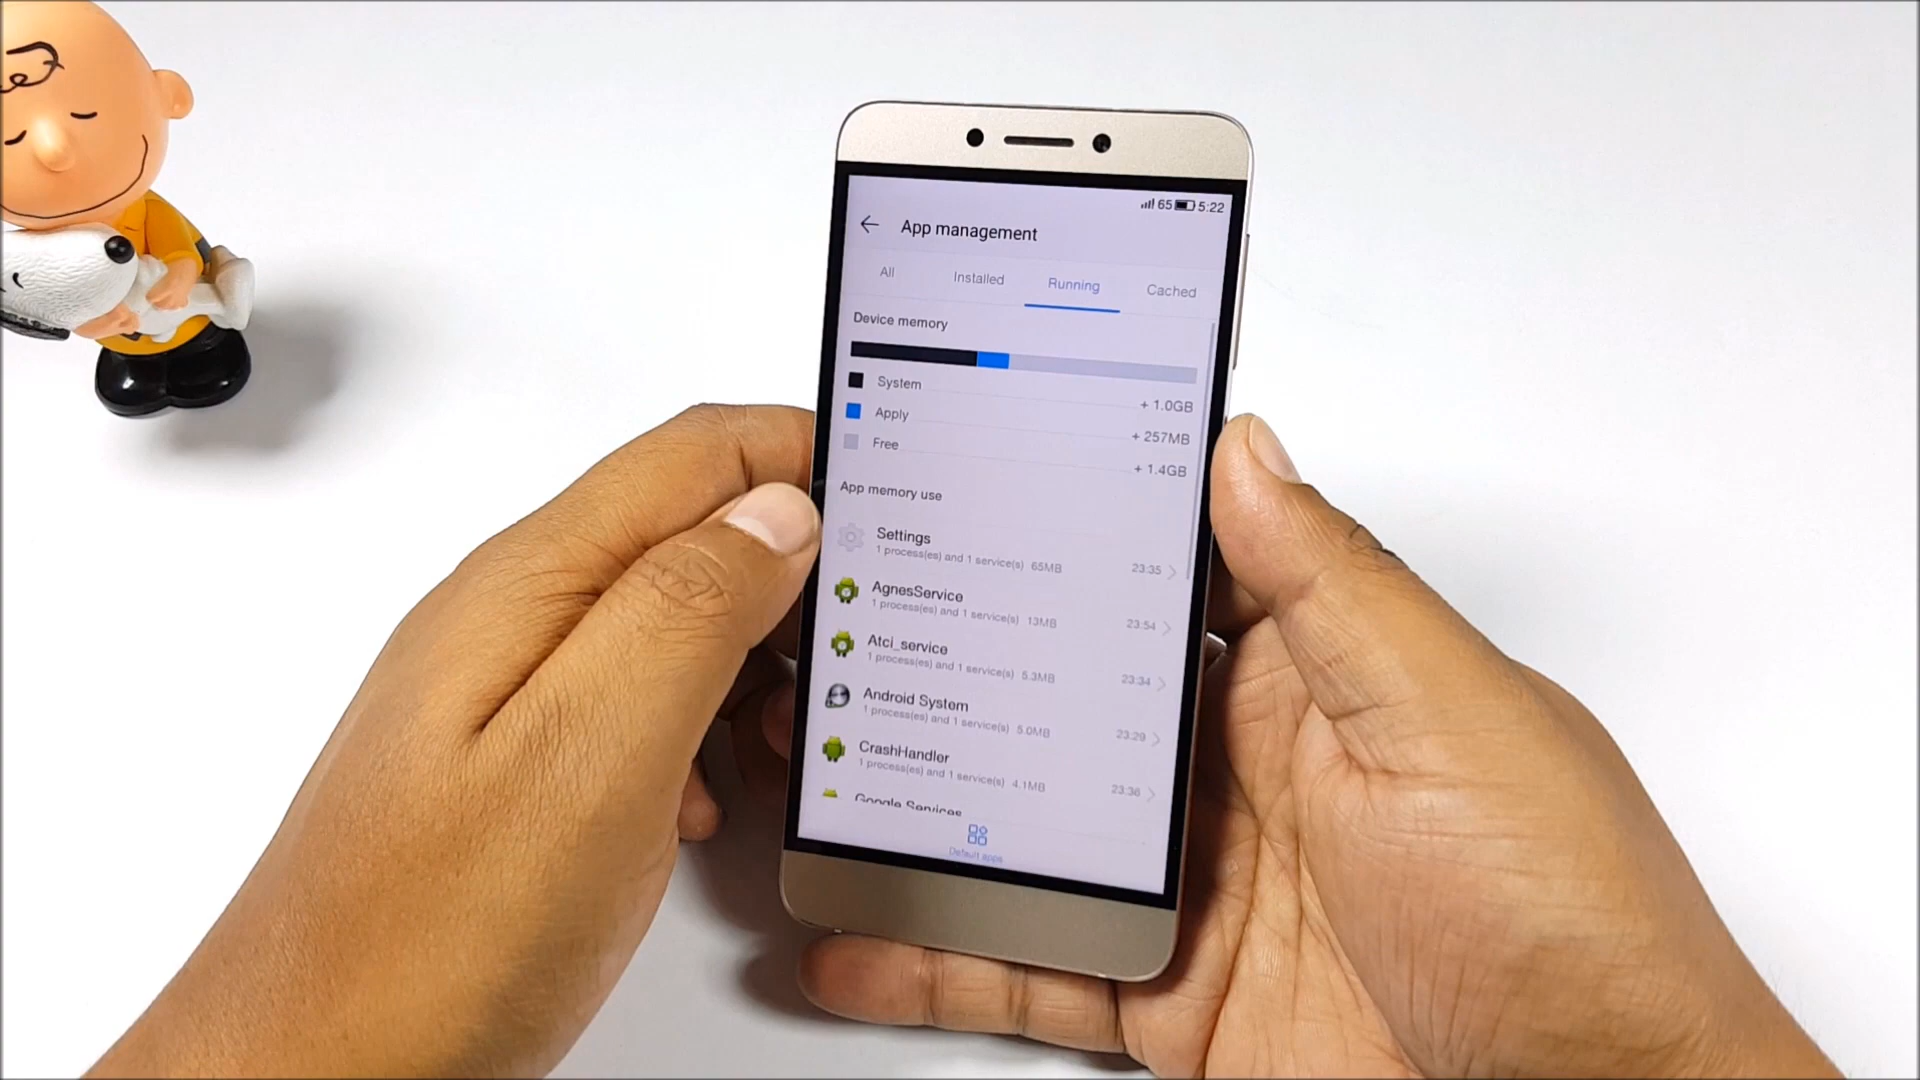 65 5:22
App management
All Installed Running Cached
Device memory
System + 1.0GB
Apply + 257MB
Free + 1.4GB
App memory use
Settings
1 process(es) and 1 service(s) 65MB 23:35
AgnesService
1 process(es) and 1 service(s) 13MB 23:54
Atci_service
1 process(es) and 1 service(s) 5.3MB 23:34
Android System
1 process(es) and 1 service(s) 5.0MB 23:29
CrashHandler
1 process(es) and 1 service(s) 4.1MB 23:36
Google Services
Default apps